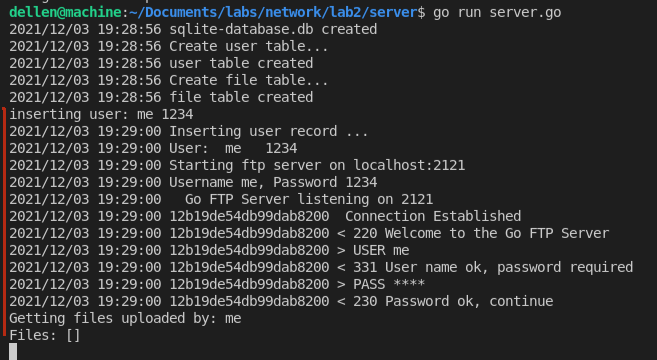 dellen@machine:~/Documents/labs/network/lab2/server$ go run server.go
2021/12/03 19:28:56 sqlite-database.db created
2021/12/03 19:28:56 Create user table...
2021/12/03 19:28:56 user table created
2021/12/03 19:28:56 Create file table...
2021/12/03 19:28:56 file table created
inserting user: me 1234
2021/12/03 19:29:00 Inserting user record ...
2021/12/03 19:29:00 User:  me   1234
2021/12/03 19:29:00 Starting ftp server on localhost:2121
2021/12/03 19:29:00 Username me, Password 1234
2021/12/03 19:29:00   Go FTP Server listening on 2121
2021/12/03 19:29:00 12b19de54db99dab8200  Connection Established
2021/12/03 19:29:00 12b19de54db99dab8200 < 220 Welcome to the Go FTP Server
2021/12/03 19:29:00 12b19de54db99dab8200 > USER me
2021/12/03 19:29:00 12b19de54db99dab8200 < 331 User name ok, password required
2021/12/03 19:29:00 12b19de54db99dab8200 > PASS ****
2021/12/03 19:29:00 12b19de54db99dab8200 < 230 Password ok, continue
Getting files uploaded by: me
Files: []